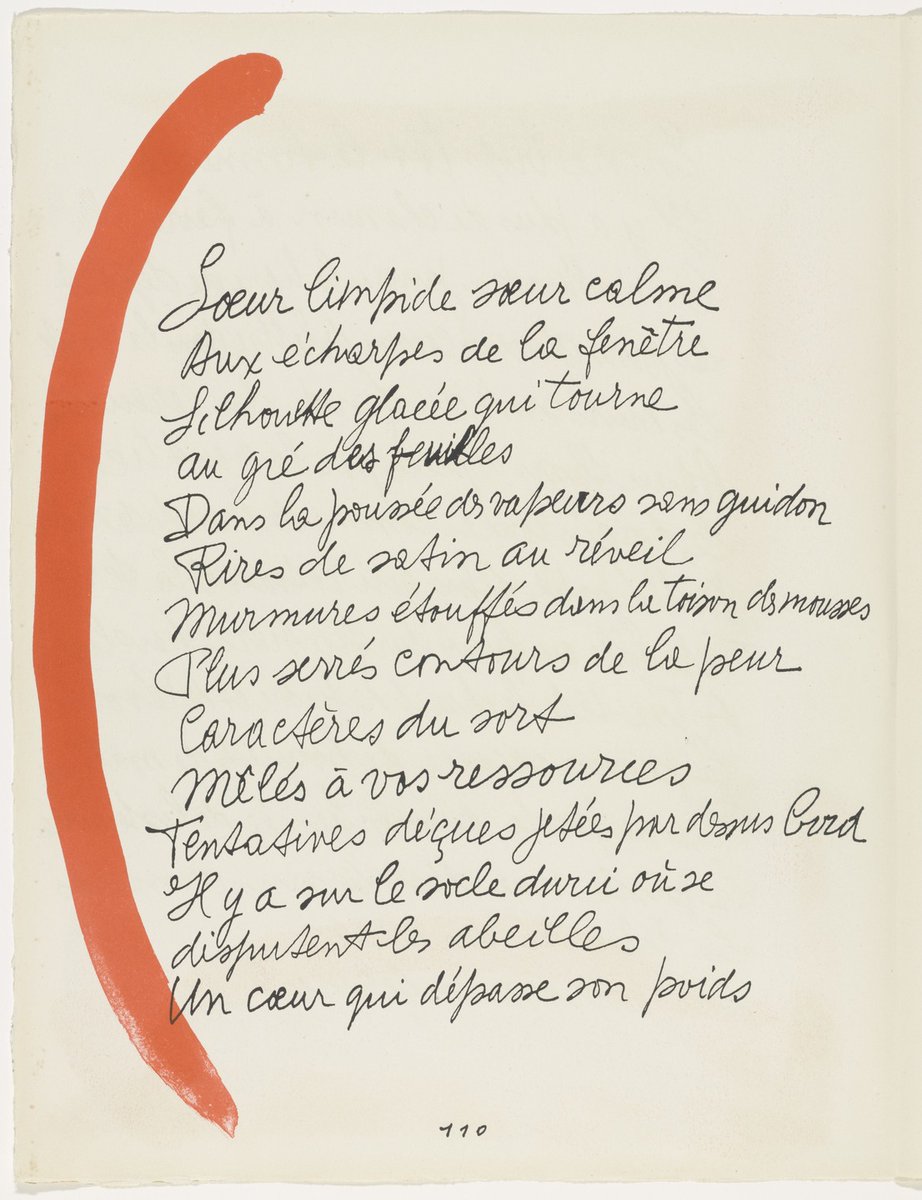 Sœur limpide sœur calme
Aux écharpes de la fenêtre
Silhouette glacée qui tourne
au gré des feuilles
Dans la poussée des vapeurs sans guidon
Rires de satin au réveil
Murmures étouffés dans la toison des mousses
Plus serrés contours de la peur
Caractères du sort
Mêlés à vos ressources
Tentatives déçues jetées par dessus bord
Il y a sur le socle durci où se
disputent les abeilles
Un cœur qui dépasse son poids
110